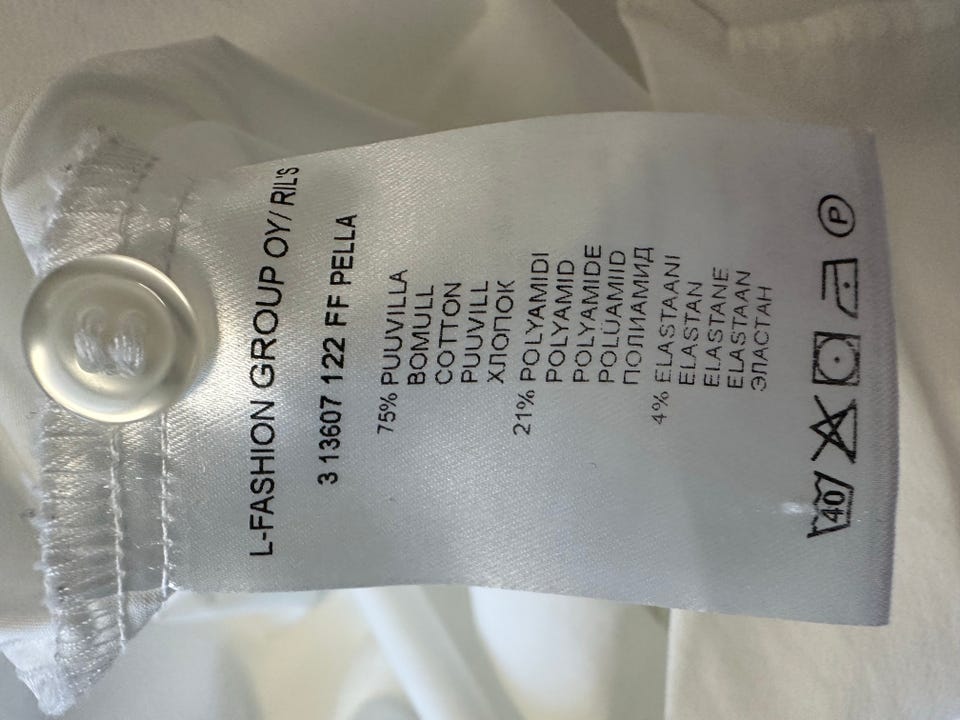 L-FASHION GROUP OY/ RIL'S
3 13607 122 FF PELLA
75% PUUVILLA
BOMULL
COTTON
PUUVILL
ХЛОПОК
21% POLYAMIDI
POLYAMID
POLYAMIDE
POLÜAMIID
ПОЛИАМИД
4% ELASTAANI
ELASTAN
ELASTANE
ELASTAAN
ЭЛАСТАН
40 P